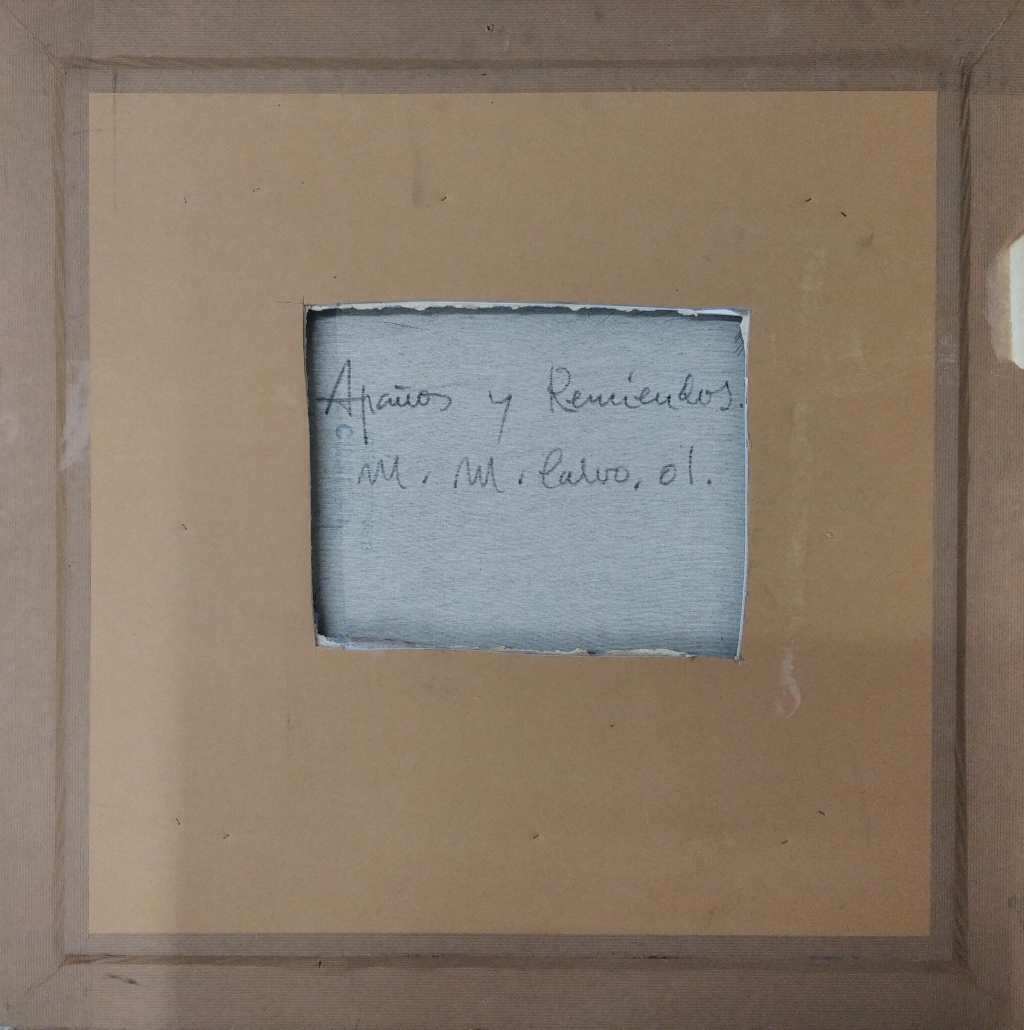 Apaños y Remiendos.
M. M. Calvo, 01.